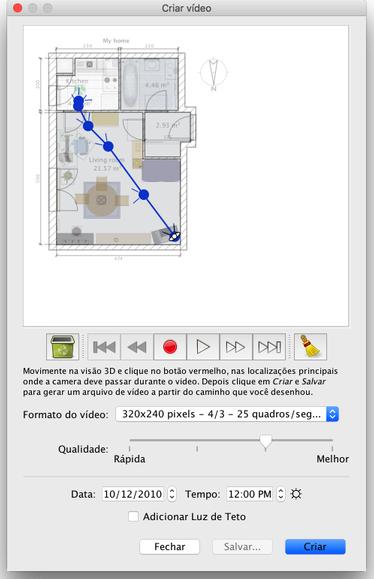 Criar vídeo
My home
Kitchen
4.46 m²
2.93 m²
Living room
21.57 m²
N
Movimente na visão 3D e clique no botão vermelho, nas localizações principais
onde a camera deve passar durante o video. Depois clique em Criar e Salvar
para gerar um arquivo de vídeo a partir do caminho que você desenhou.
Formato do vídeo: 320x240 pixels - 4/3 - 25 quadros/seg...
Qualidade:
Rápida Melhor
Data: 10/12/2010 Tempo: 12:00 PM
Adicionar Luz de Teto
Fechar Salvar... Criar